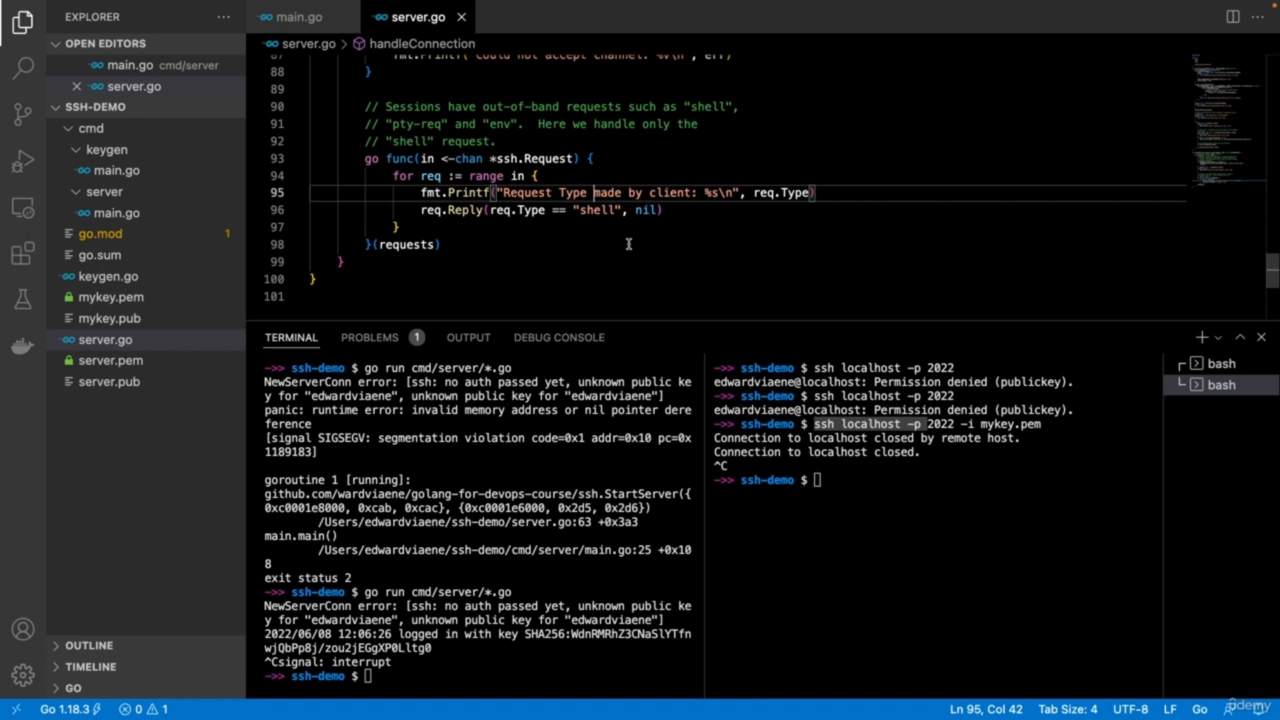 EXPLORER
OPEN EDITORS
main.go cmd/server
server.go
SSH-DEMO
cmd
keygen
main.go
server
main.go
go.mod 1
go.sum
keygen.go
mykey.pem
mykey.pub
server.go
server.pem
server.pub
OUTLINE
TIMELINE
GO
main.go server.go
server.go > handleConnection
87 fmt.Printf("Could not accept channel: %v\n", err)
88 }
89
90 // Sessions have out-of-band requests such as "shell",
91 // "pty-req" and "env".  Here we handle only the
92 // "shell" request.
93 go func(in <-chan *ssh.Request) {
94 for req := range in {
95 fmt.Printf("Request Type made by client: %s\n", req.Type)
96 req.Reply(req.Type == "shell", nil)
97 }
98 }(requests)
99 }
100 }
101
TERMINAL PROBLEMS 1 OUTPUT DEBUG CONSOLE
->> ssh-demo $ go run cmd/server/*.go
NewServerConn error: [ssh: no auth passed yet, unknown public ke
y for "edwardviaene", unknown public key for "edwardviaene"]
panic: runtime error: invalid memory address or nil pointer dere
ference
[signal SIGSEGV: segmentation violation code=0x1 addr=0x10 pc=0x
1189183]
goroutine 1 [running]:
github.com/wardviaene/golang-for-devops-course/ssh.StartServer({
0xc0001e8000, 0xcab, 0xcac}, {0xc0001e6000, 0x2d5, 0x2d6})
/Users/edwardviaene/ssh-demo/server.go:63 +0x3a3
main.main()
/Users/edwardviaene/ssh-demo/cmd/server/main.go:25 +0x10
8
exit status 2
->> ssh-demo $ go run cmd/server/*.go
NewServerConn error: [ssh: no auth passed yet, unknown public ke
y for "edwardviaene", unknown public key for "edwardviaene"]
2022/06/08 12:06:26 logged in with key SHA256:WdnRMRhZ3CNaSlYTfn
wjQbPp8j/zou2jEGgXP0Lltg0
^Csignal: interrupt
->> ssh-demo $
->> ssh-demo $ ssh localhost -p 2022
edwardviaene@localhost: Permission denied (publickey).
->> ssh-demo $ ssh localhost -p 2022
edwardviaene@localhost: Permission denied (publickey).
->> ssh-demo $ ssh localhost -p 2022 -i mykey.pem
Connection to localhost closed by remote host.
Connection to localhost closed.
^C
->> ssh-demo $
bash
bash
Go 1.18.3 0 1 Ln 95, Col 42 Tab Size: 4 UTF-8 LF Go
udemy